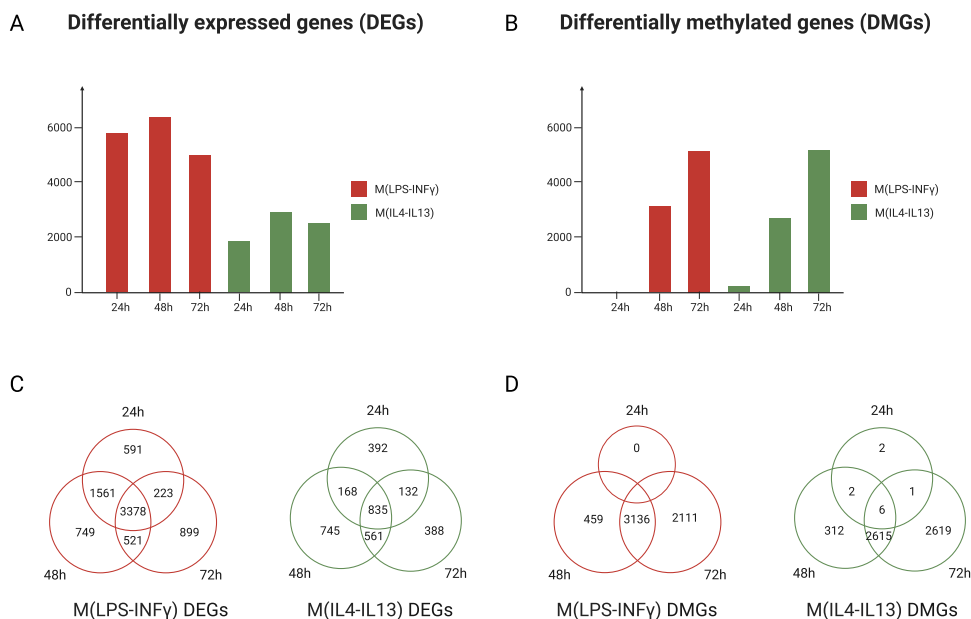 A Differentially expressed genes (DEGs)
6000
4000
2000
0
24h 48h 72h 24h 48h 72h
M(LPS-INFγ)
M(IL4-IL13)
B Differentially methylated genes (DMGs)
6000
4000
2000
0
24h 48h 72h 24h 48h 72h
M(LPS-INFγ)
M(IL4-IL13)
C
24h
591
1561 223
3378
749 899
521
48h 72h
M(LPS-INFγ) DEGs
24h
392
168 132
835
745 388
561
48h 72h
M(IL4-IL13) DEGs
D
24h
0
459 3136 2111
48h 72h
M(LPS-INFγ) DMGs
24h
2
2 1
6
312 2619
2615
48h 72h
M(IL4-IL13) DMGs